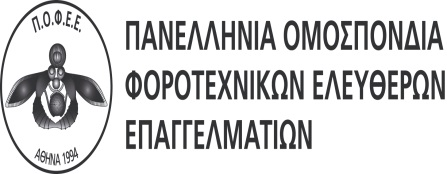 Π.Ο.Φ.Ε.Ε.
ΑΘΗΝΑ 1994
ΠΑΝΕΛΛΗΝΙΑ ΟΜΟΣΠΟΝΔΙΑ
ΦΟΡΟΤΕΧΝΙΚΩΝ ΕΛΕΥΘΕΡΩΝ
ΕΠΑΓΓΕΛΜΑΤΙΩΝ